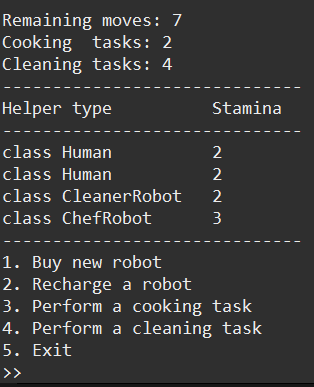 Remaining moves: 7
Cooking  tasks: 2
Cleaning tasks: 4
------------------------------
Helper type          Stamina
------------------------------
class Human          2
class Human          2
class CleanerRobot   2
class ChefRobot      3
------------------------------
1. Buy new robot
2. Recharge a robot
3. Perform a cooking task
4. Perform a cleaning task
5. Exit
>>